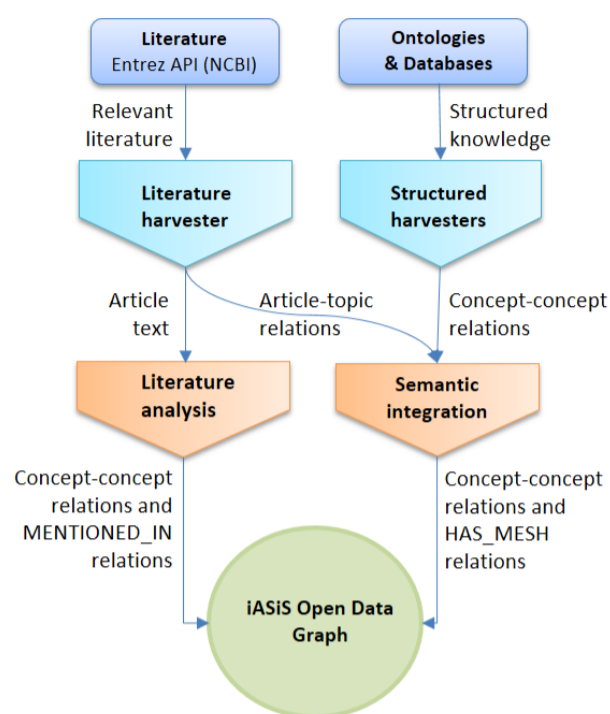 Literature
Entrez API (NCBI)
Ontologies
& Databases
Relevant
literature
Structured
knowledge
Literature
harvester
Structured
harvesters
Article
text
Article-topic
relations
Concept-concept
relations
Literature
analysis
Semantic
integration
Concept-concept
relations and
MENTIONED_IN
relations
Concept-concept
relations and
HAS_MESH
relations
iASiS Open Data
Graph